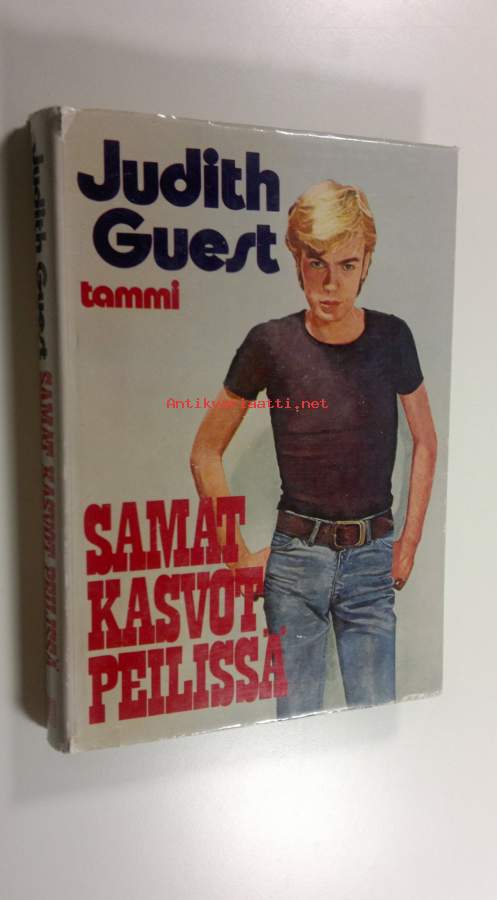 Judith
Guest
tammi
Antikvariaatti.net
SAMAT
KASVOT
PEILISSÄ
Judith Guest SAMAT KASVOT PEILISSÄ